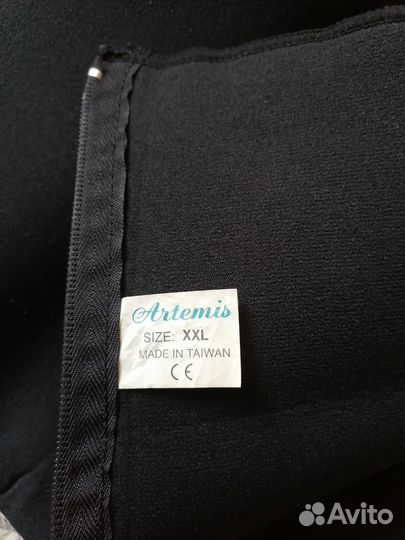 Artemis
SIZE: XXL
MADE IN TAIWAN
CE
Avito